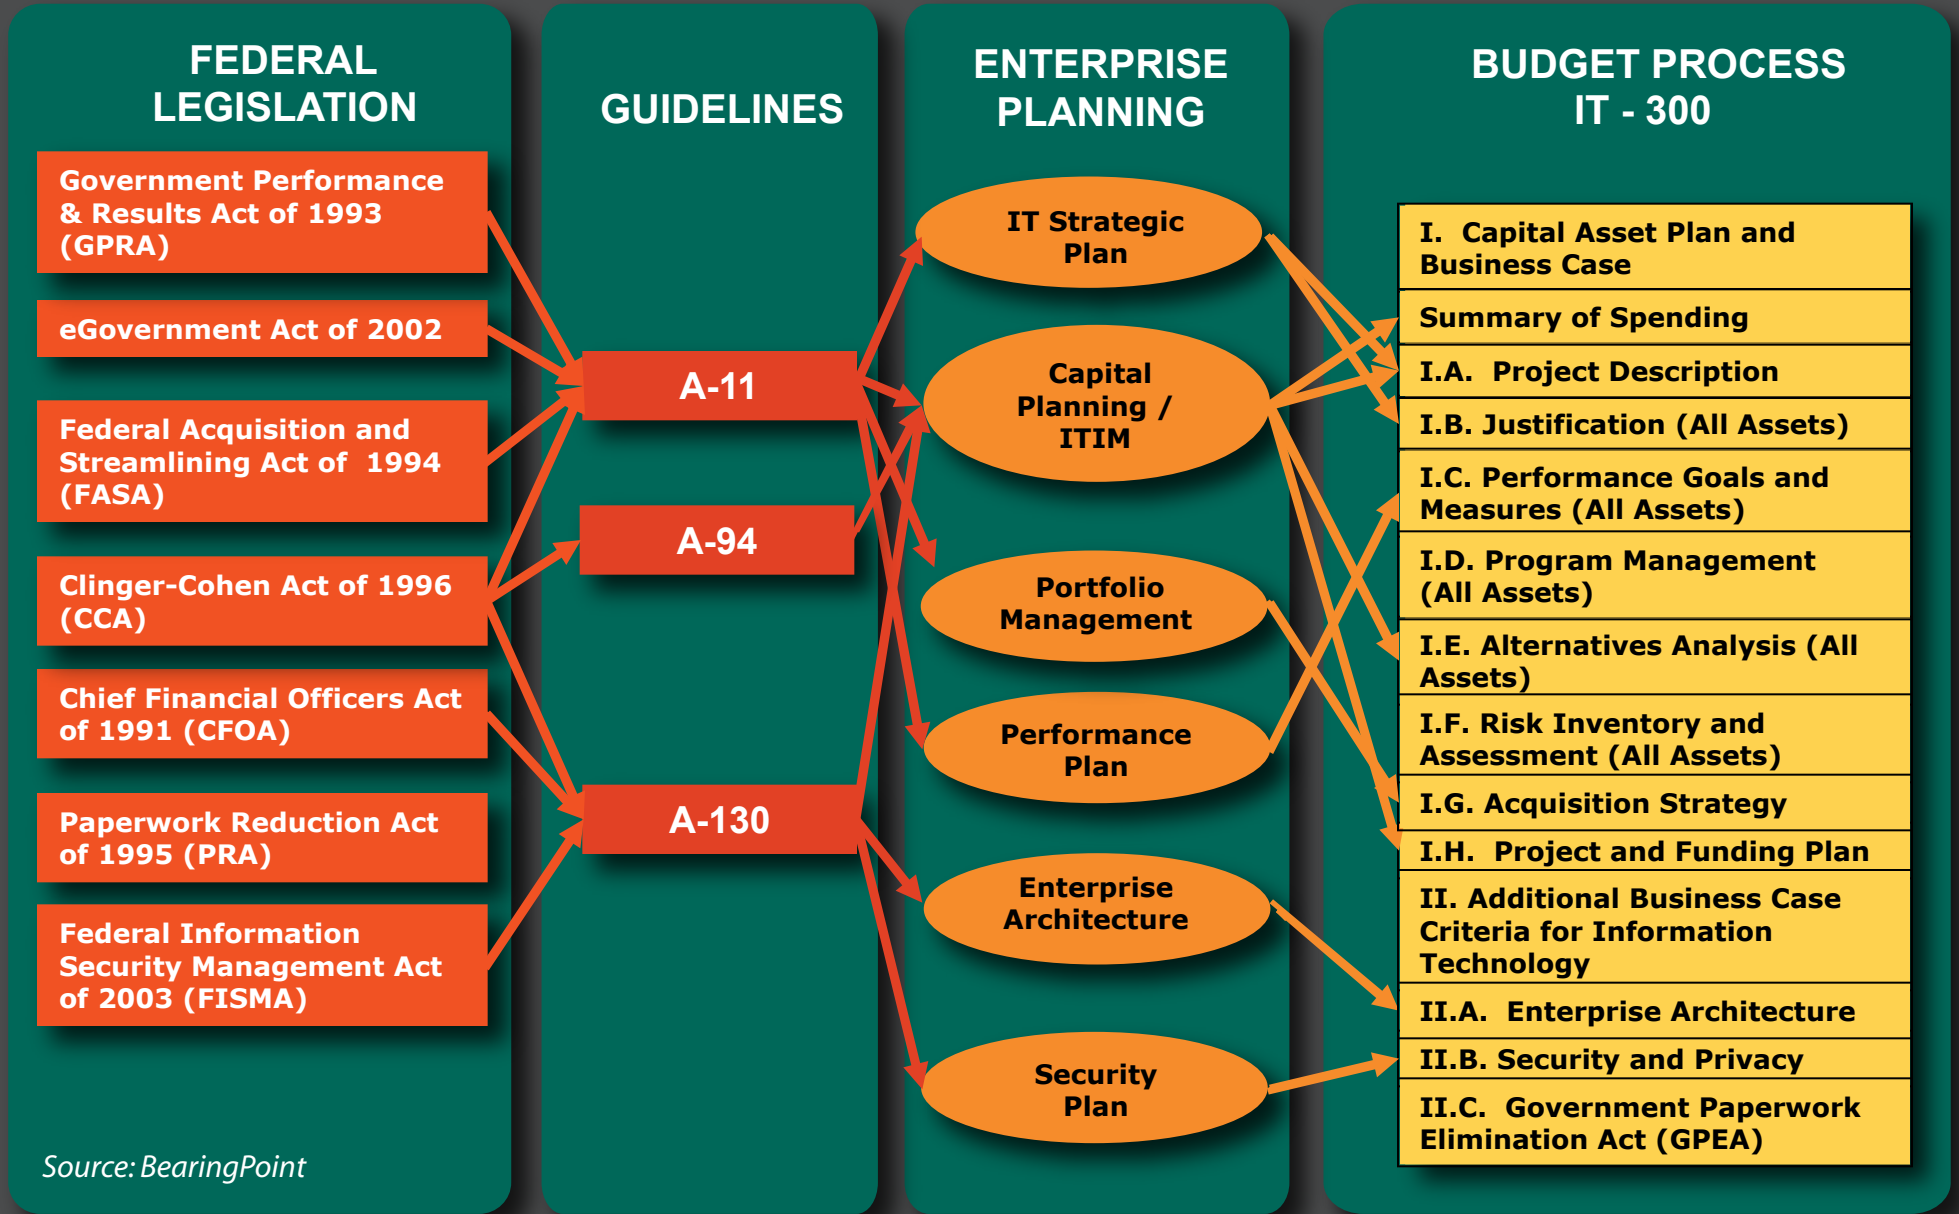 FEDERAL
LEGISLATION
Government Performance
& Results Act of 1993
(GPRA)
eGovernment Act of 2002
Federal Acquisition and
Streamlining Act of  1994
(FASA)
Clinger-Cohen Act of 1996
(CCA)
Chief Financial Officers Act
of 1991 (CFOA)
Paperwork Reduction Act
of 1995 (PRA)
Federal Information
Security Management Act
of 2003 (FISMA)
Source: BearingPoint
GUIDELINES
A-11
A-94
A-130
ENTERPRISE
PLANNING
IT Strategic
Plan
Capital
Planning /
ITIM
Portfolio
Management
Performance
Plan
Enterprise
Architecture
Security
Plan
BUDGET PROCESS
IT - 300
I.  Capital Asset Plan and
Business Case
Summary of Spending
I.A.  Project Description
I.B. Justification (All Assets)
I.C. Performance Goals and
Measures (All Assets)
I.D. Program Management
(All Assets)
I.E. Alternatives Analysis (All
Assets)
I.F. Risk Inventory and
Assessment (All Assets)
I.G. Acquisition Strategy
I.H.  Project and Funding Plan
II. Additional Business Case
Criteria for Information
Technology
II.A.  Enterprise Architecture
II.B. Security and Privacy
II.C.  Government Paperwork
Elimination Act (GPEA)